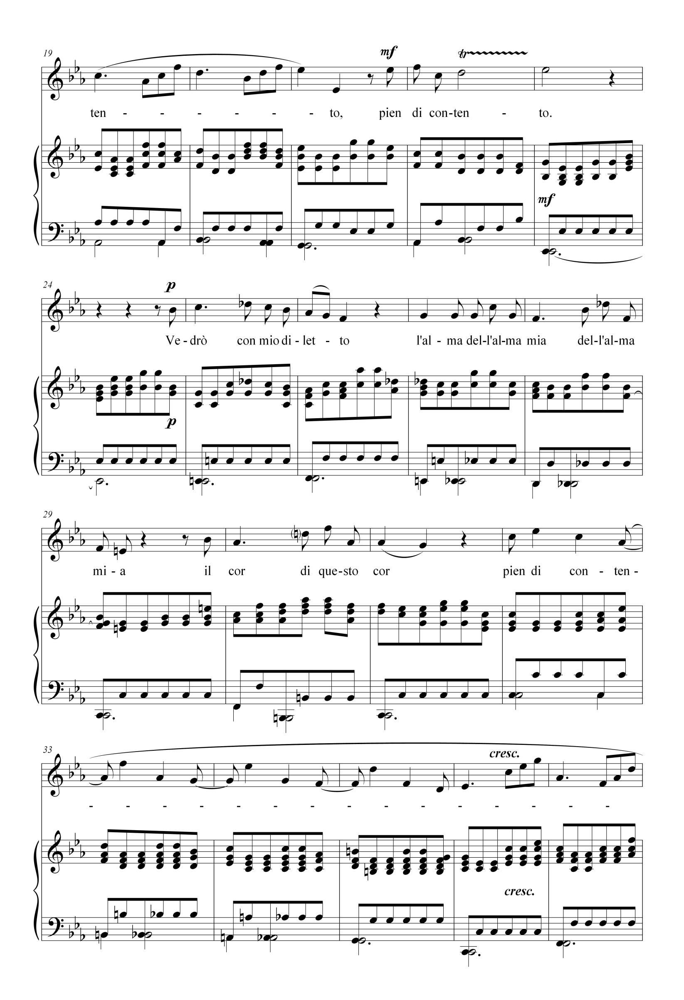 19
mf
tr
ten - - - - - - to, pien di con-ten - to.
mf
24
p
Ve - drò con mio di - let - to l'al - ma del-l'al-ma mia del-l'al-ma
p
29
mi - a il cor di que-sto cor pien di con - ten -
33
cresc.
- - - - - - - - - - - - - - -
cresc.